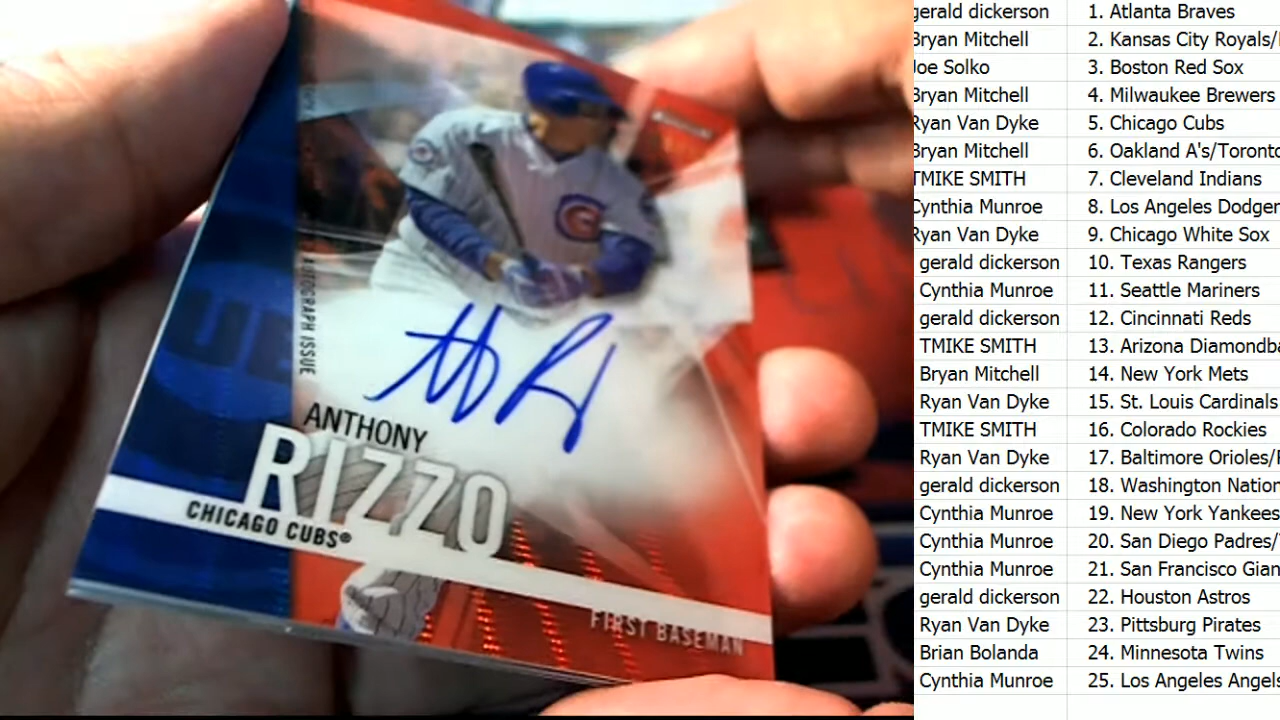 AUTOGRAPH ISSUE
ANTHONY
RIZZO
CHICAGO CUBS®
FIRST BASEMAN
gerald dickerson 1. Atlanta Braves
Bryan Mitchell 2. Kansas City Royals/
Joe Solko 3. Boston Red Sox
Bryan Mitchell 4. Milwaukee Brewers
Ryan Van Dyke 5. Chicago Cubs
Bryan Mitchell 6. Oakland A's/Toronto
TMIKE SMITH 7. Cleveland Indians
Cynthia Munroe 8. Los Angeles Dodger
Ryan Van Dyke 9. Chicago White Sox
gerald dickerson 10. Texas Rangers
Cynthia Munroe 11. Seattle Mariners
gerald dickerson 12. Cincinnati Reds
TMIKE SMITH 13. Arizona Diamondba
Bryan Mitchell 14. New York Mets
Ryan Van Dyke 15. St. Louis Cardinals
TMIKE SMITH 16. Colorado Rockies
Ryan Van Dyke 17. Baltimore Orioles/
gerald dickerson 18. Washington Nation
Cynthia Munroe 19. New York Yankees
Cynthia Munroe 20. San Diego Padres/
Cynthia Munroe 21. San Francisco Gian
gerald dickerson 22. Houston Astros
Ryan Van Dyke 23. Pittsburg Pirates
Brian Bolanda 24. Minnesota Twins
Cynthia Munroe 25. Los Angeles Angels